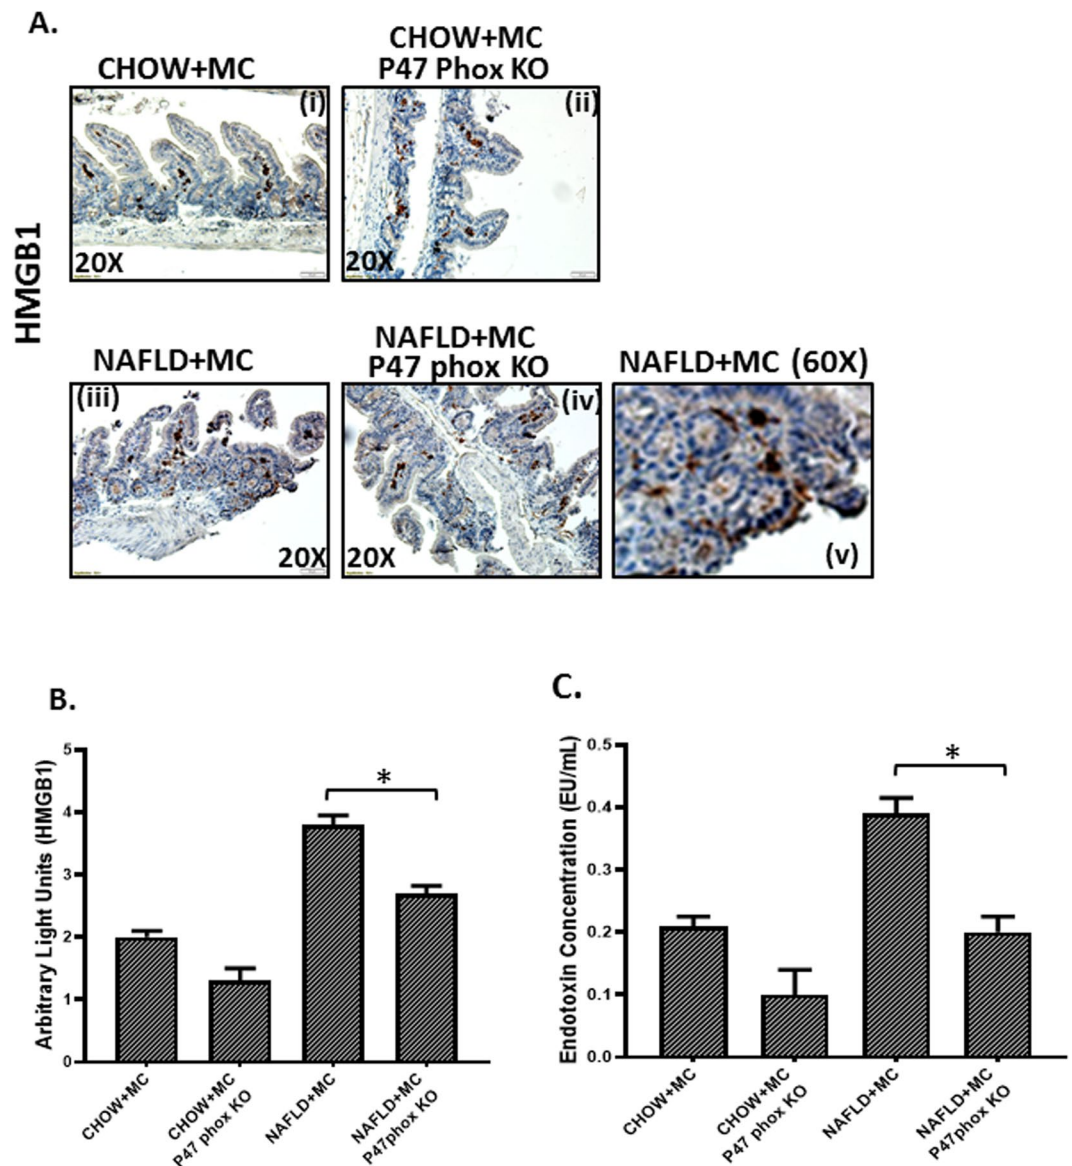 A.
CHOW+MC
CHOW+MC
P47 Phox KO
(i)
(ii)
20X
20X
HMGB1
NAFLD+MC
NAFLD+MC
P47 phox KO
NAFLD+MC (60X)
(iii)
(iv)
20X
20X
(v)
B.
Arbitrary Light Units (HMGB1)
5
4
3
2
1
0
*
CHOW+MC
CHOW+MC
P47 phox KO
NAFLD+MC
NAFLD+MC
P47phox KO
C.
Endotoxin Concentration (EU/mL)
0.5
0.4
0.3
0.2
0.1
0.0
*
CHOW+MC
CHOW+MC
P47 phox KO
NAFLD+MC
NAFLD+MC
P47phox KO